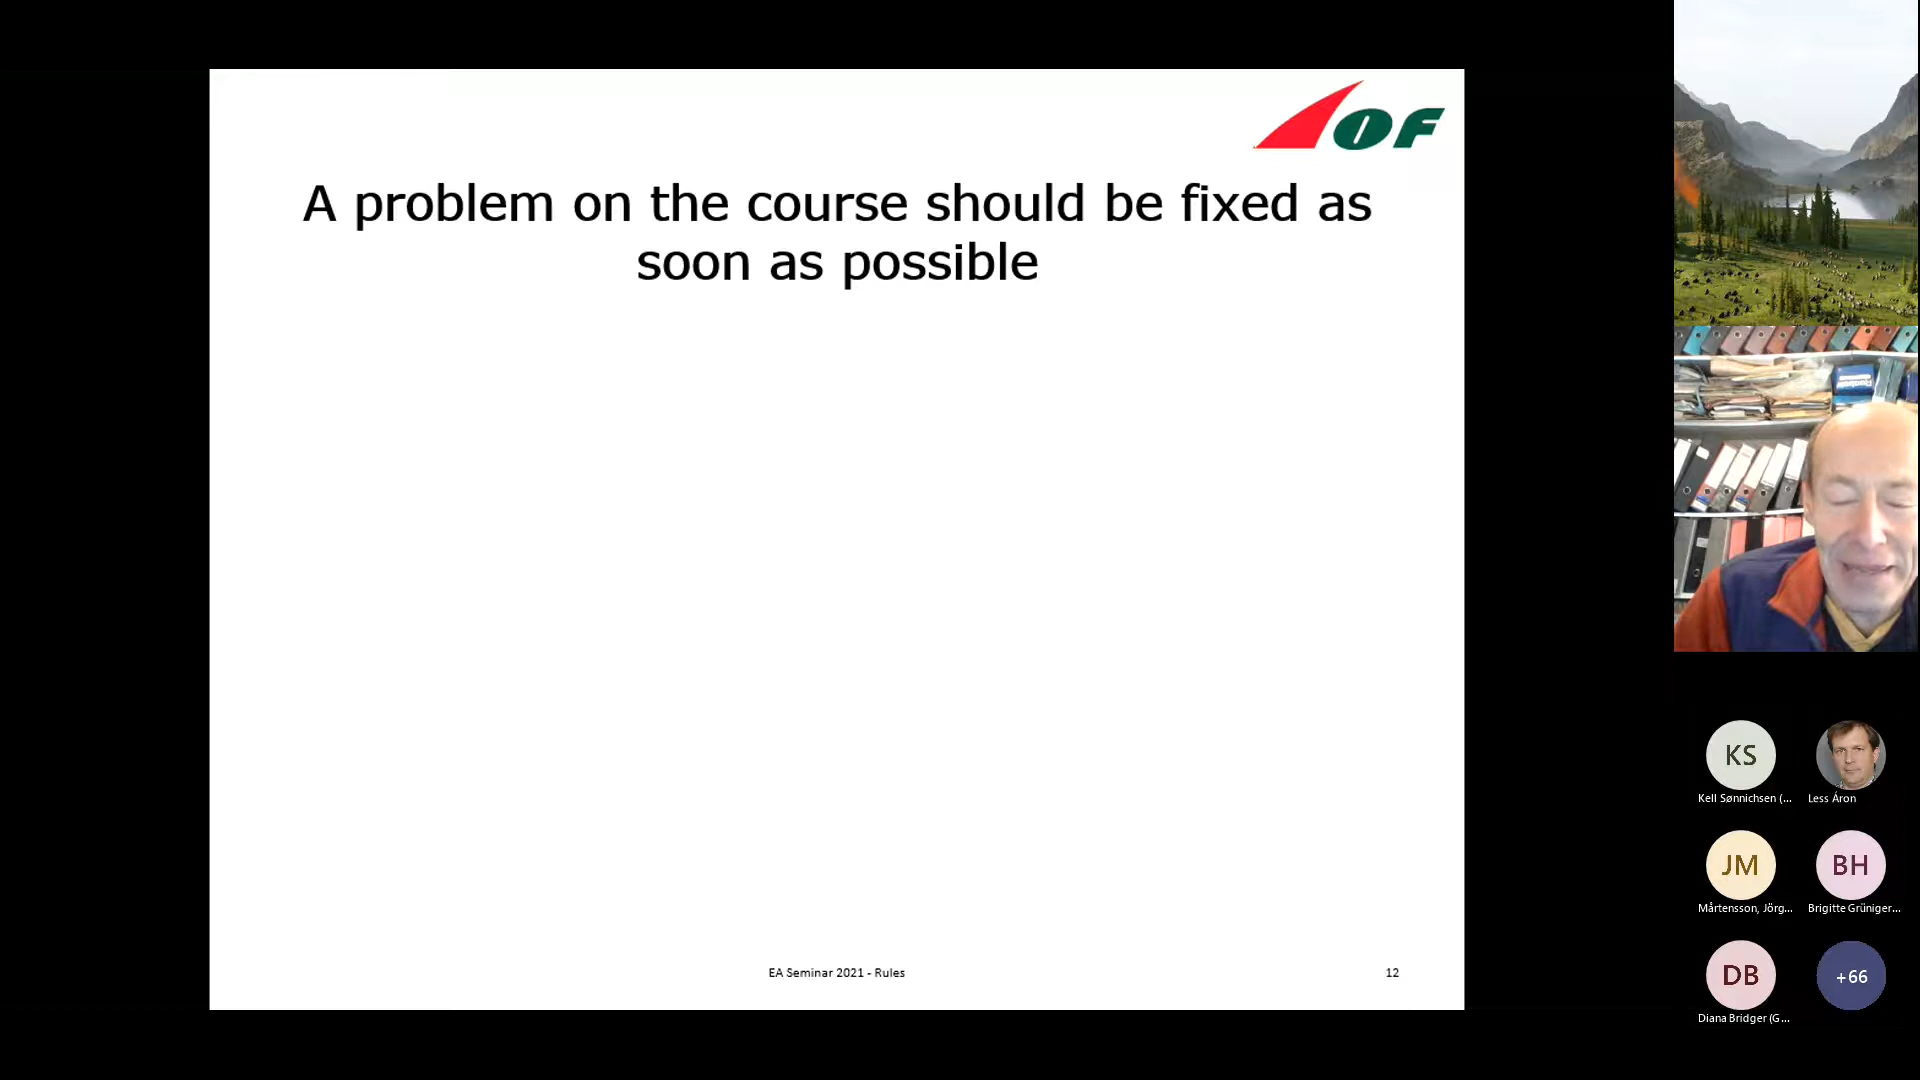 IOF
A problem on the course should be fixed as
soon as possible
EA Seminar 2021 - Rules
12
KS
Kell Sønnichsen (...
Less Áron
JM
Mårtensson, Jörg...
BH
Brigitte Grüniger...
DB
Diana Bridger (G...
+66